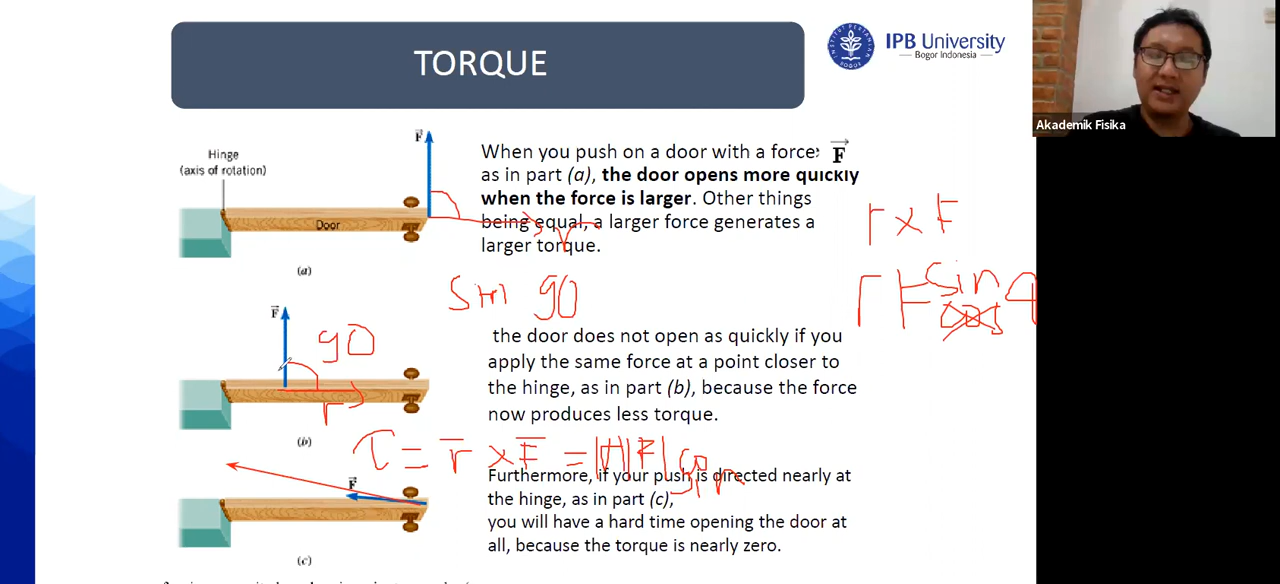 TORQUE
IPB University
Bogor Indonesia
Akademik Fisika
F
Hinge
(axis of rotation)
Door
(a)
When you push on a door with a force F
as in part (a), the door opens more quickly
when the force is larger. Other things
being equal, a larger force generates a
larger torque.
r
r × F
sin 90
r F sin
cos
F
90
r
(b)
the door does not open as quickly if you
apply the same force at a point closer to
the hinge, as in part (b), because the force
now produces less torque.
τ = r × F = |r||F| sin
F
(c)
Furthermore, if your push is directed nearly at
the hinge, as in part (c),
you will have a hard time opening the door at
all, because the torque is nearly zero.